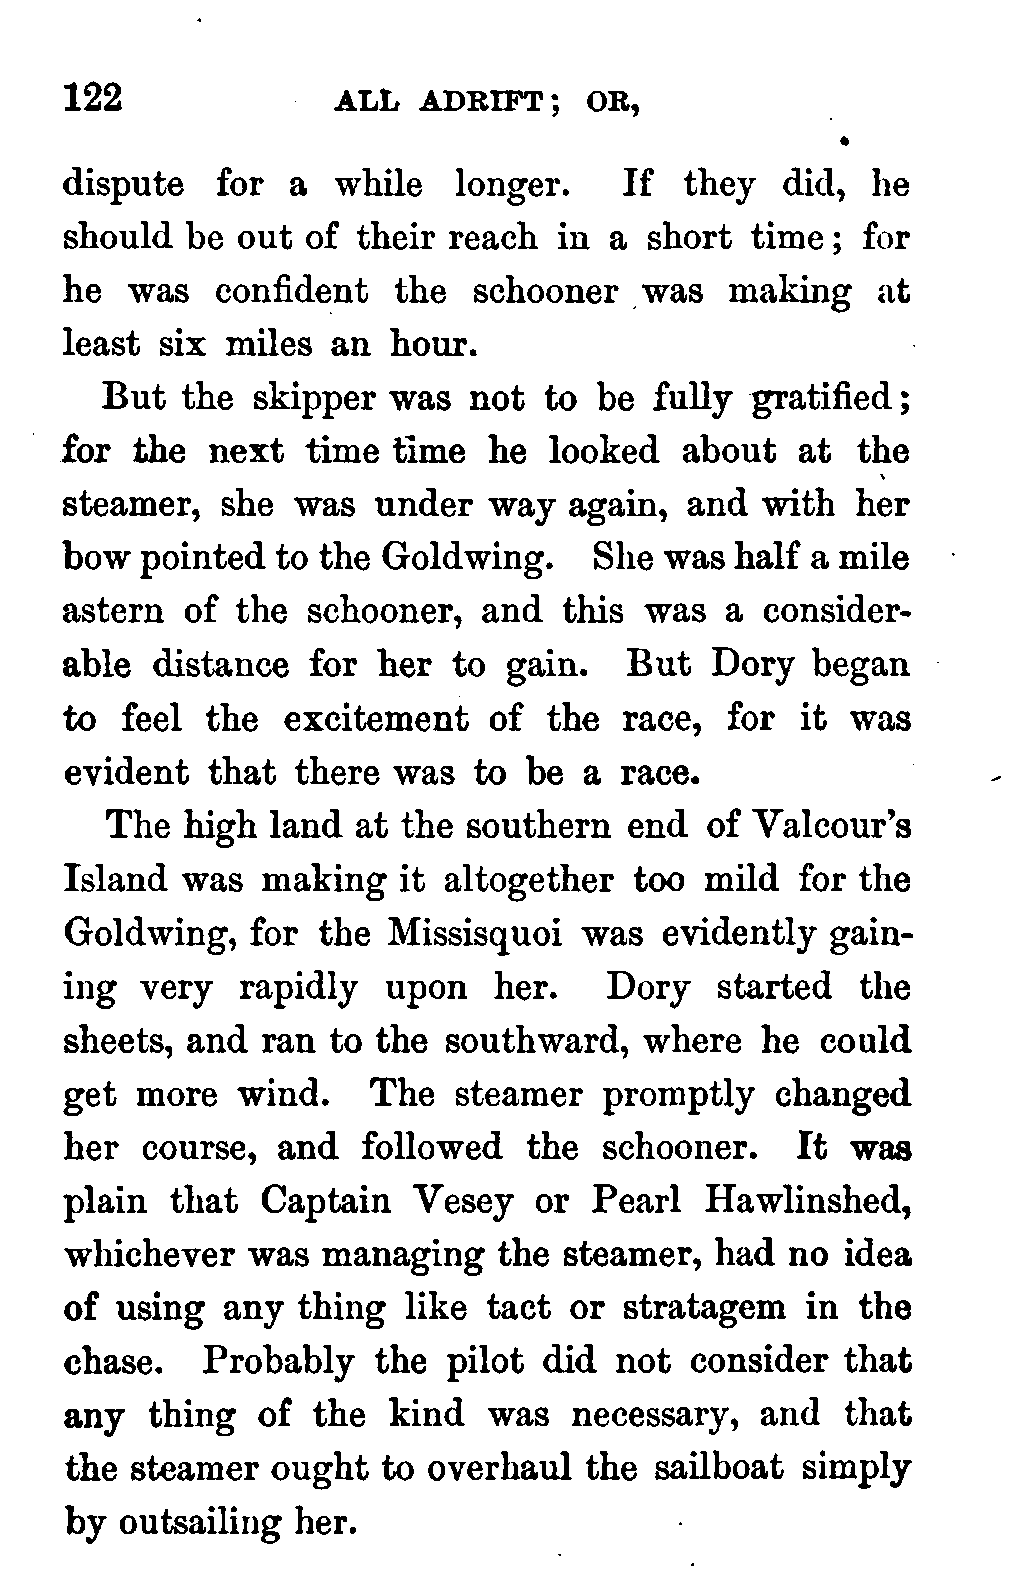 122 ALL ADRIFT; OR,
dispute for a while longer. If they did, he
should be out of their reach in a short time; for
he was confident the schooner was making at
least six miles an hour.
But the skipper was not to be fully gratified;
for the next time time he looked about at the
steamer, she was under way again, and with her
bow pointed to the Goldwing. She was half a mile
astern of the schooner, and this was a consider-
able distance for her to gain. But Dory began
to feel the excitement of the race, for it was
evident that there was to be a race.
The high land at the southern end of Valcour's
Island was making it altogether too mild for the
Goldwing, for the Missisquoi was evidently gain-
ing very rapidly upon her. Dory started the
sheets, and ran to the southward, where he could
get more wind. The steamer promptly changed
her course, and followed the schooner. It was
plain that Captain Vesey or Pearl Hawlinshed,
whichever was managing the steamer, had no idea
of using any thing like tact or stratagem in the
chase. Probably the pilot did not consider that
any thing of the kind was necessary, and that
the steamer ought to overhaul the sailboat simply
by outsailing her.